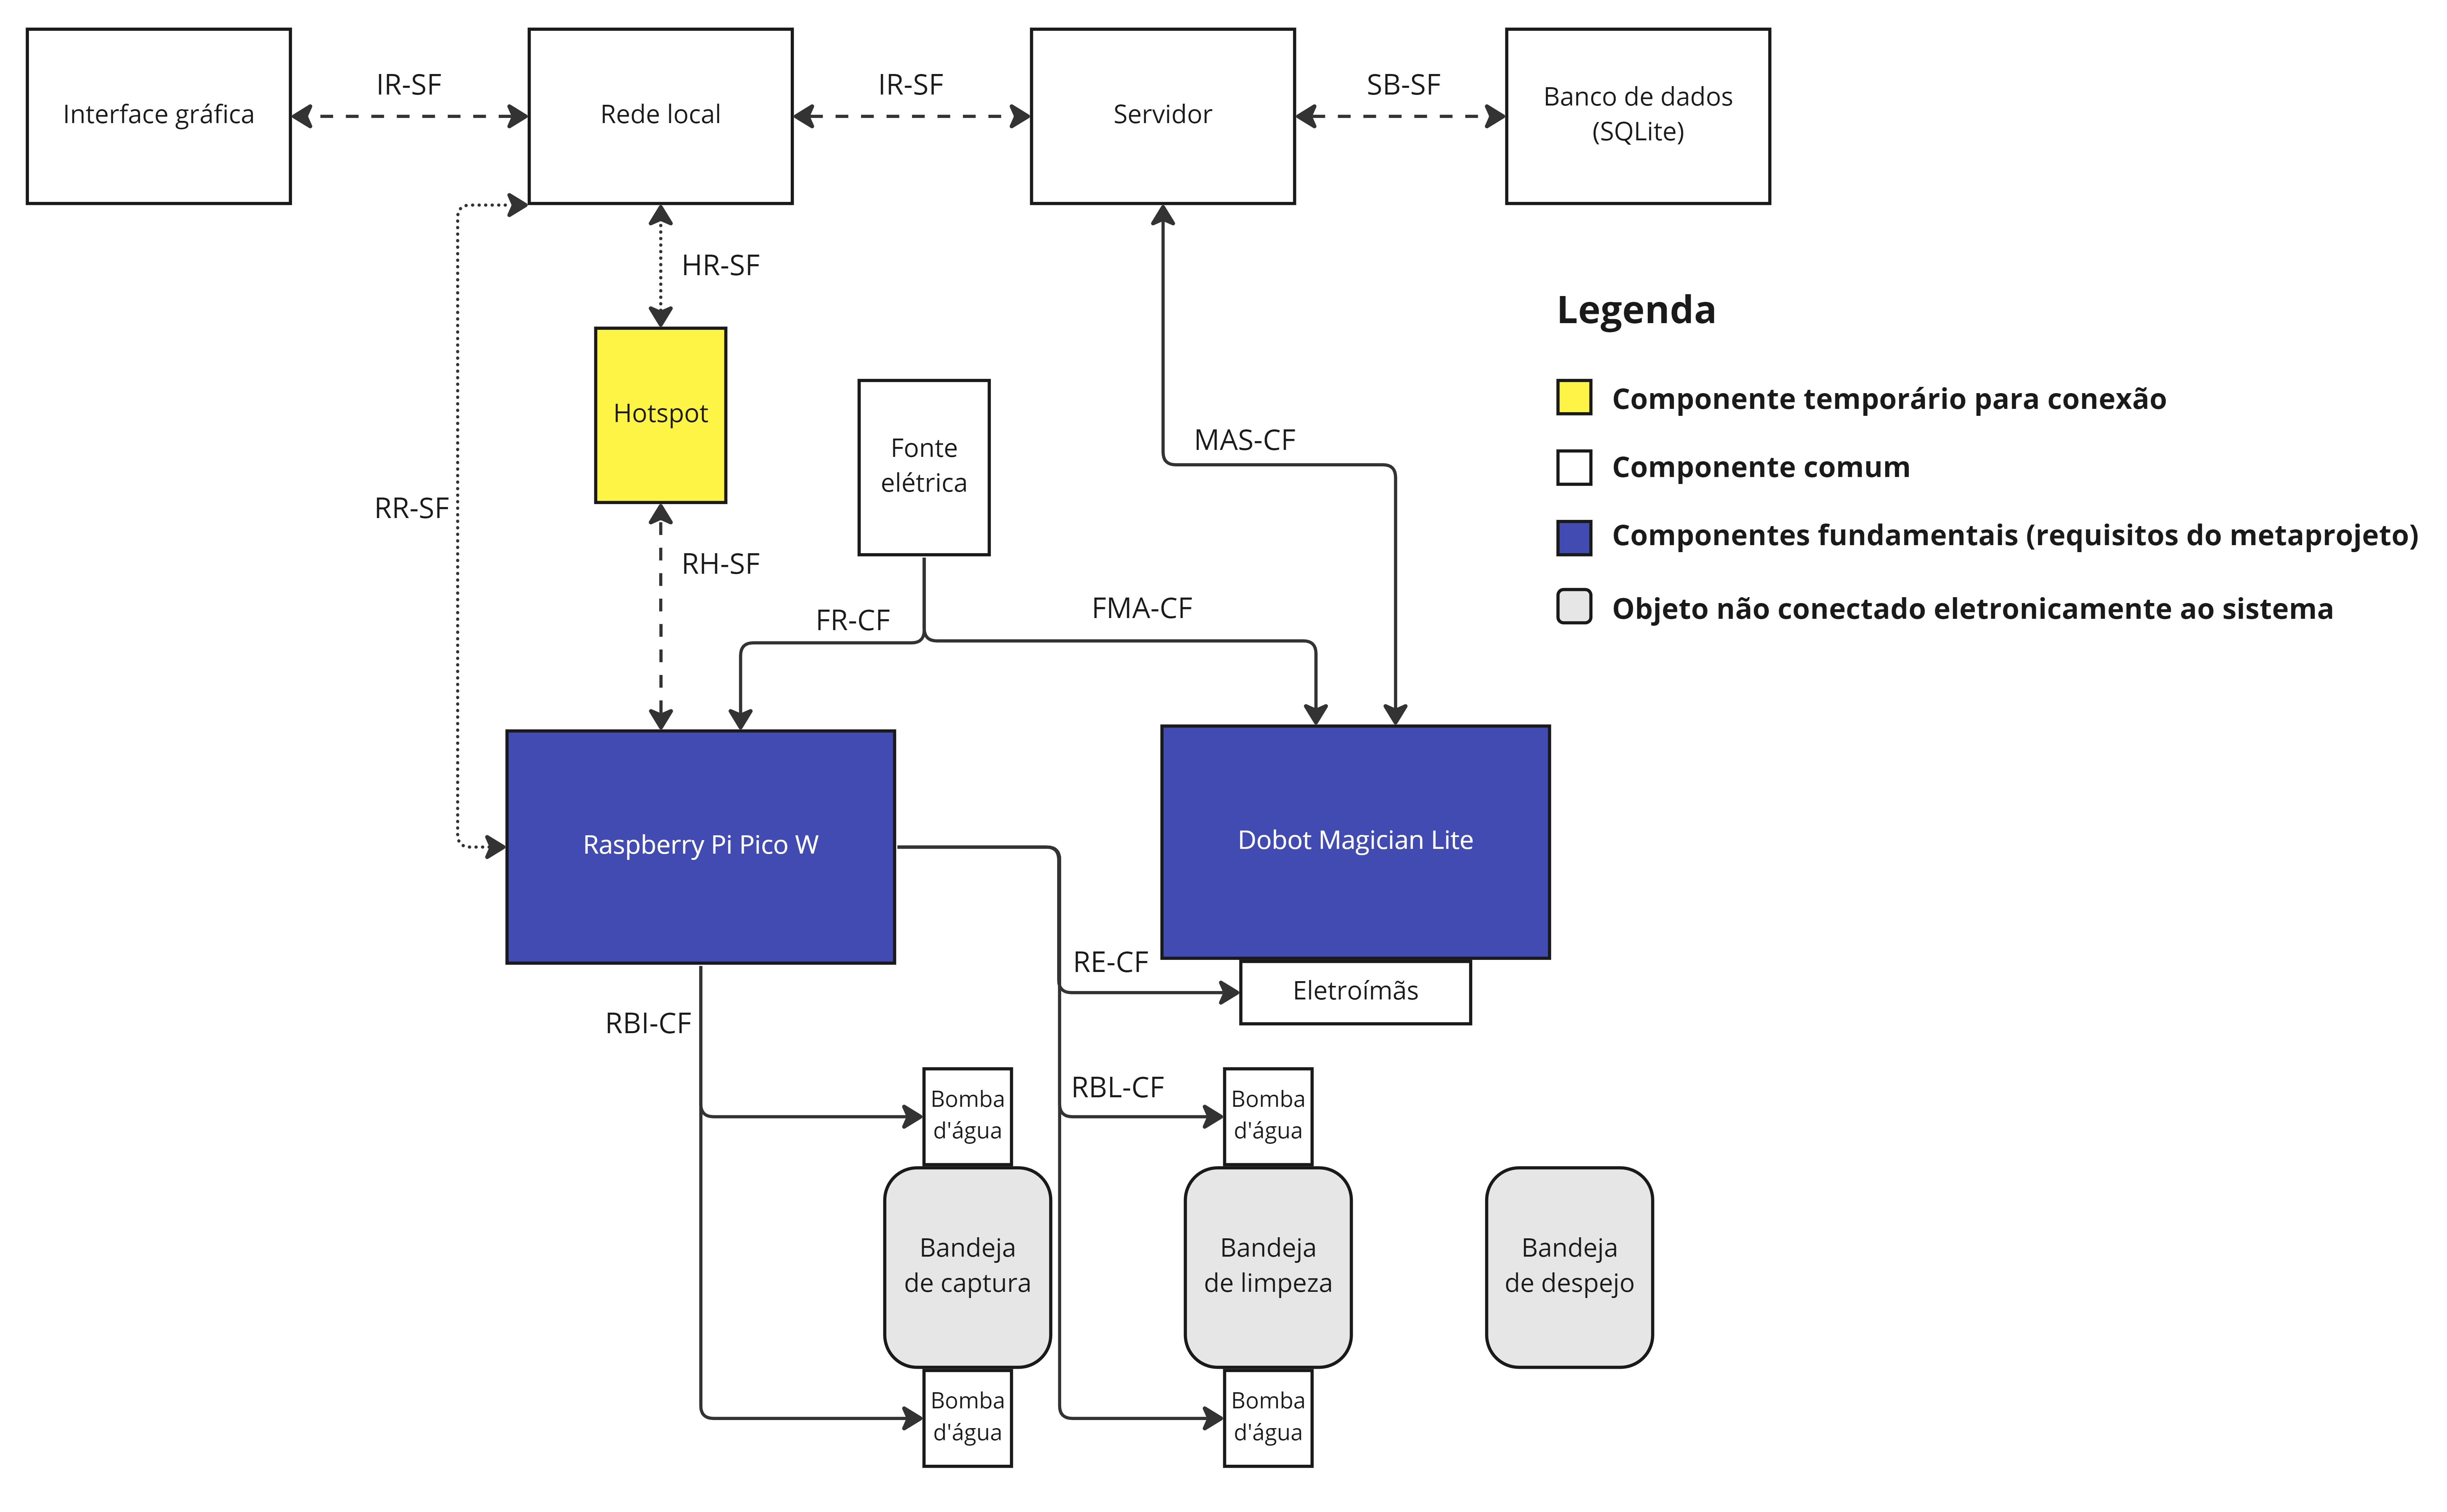 Interface gráfica
IR-SF
Rede local
IR-SF
Servidor
SB-SF
Banco de dados
(SQLite)
HR-SF
Hotspot
RR-SF
RH-SF
Fonte
elétrica
MAS-CF
FR-CF
FMA-CF
Legenda
Componente temporário para conexão
Componente comum
Componentes fundamentais (requisitos do metaprojeto)
Objeto não conectado eletronicamente ao sistema
Raspberry Pi Pico W
Dobot Magician Lite
RE-CF
Eletroímãs
RBI-CF
RBL-CF
Bomba
d'água
Bomba
d'água
Bandeja
de captura
Bandeja
de limpeza
Bandeja
de despejo
Bomba
d'água
Bomba
d'água